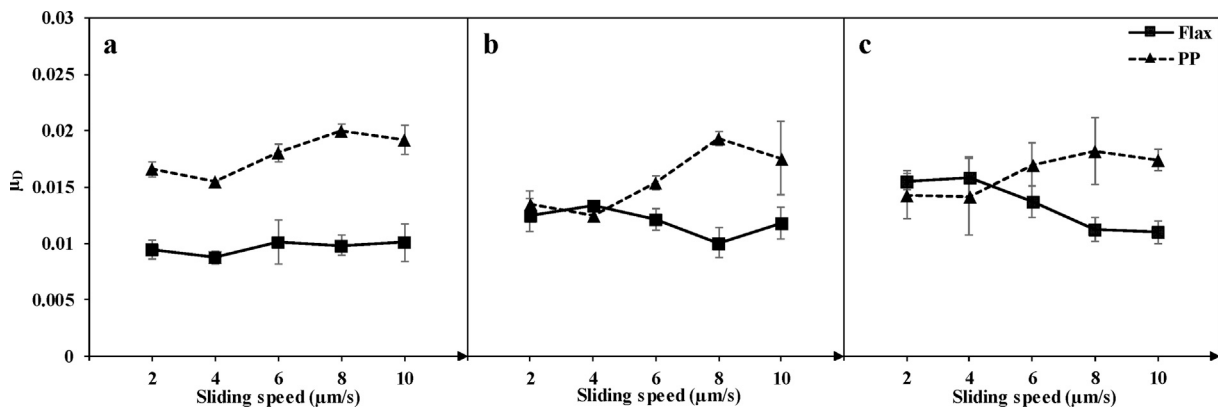 0.03
0.025
0.02
0.015
0.01
0.005
0
μD
a
b
c
Flax
PP
2 4 6 8 10
Sliding speed (μm/s)
2 4 6 8 10
Sliding speed (μm/s)
2 4 6 8 10
Sliding speed (μm/s)